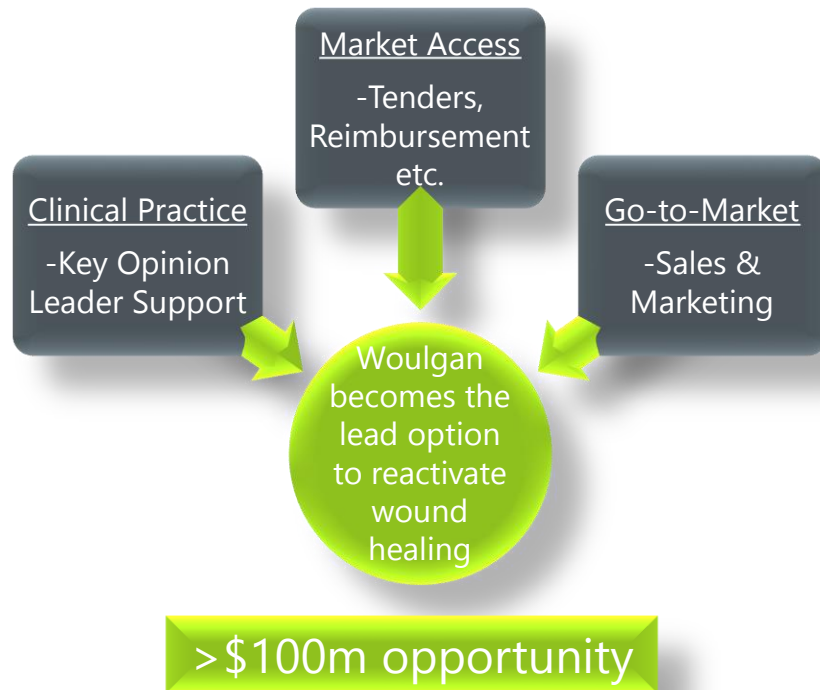 Market Access
-Tenders,
Reimbursement
etc.
Clinical Practice
-Key Opinion
Leader Support
Go-to-Market
-Sales &
Marketing
Woulgan
becomes the
lead option
to reactivate
wound
healing
>$100m opportunity